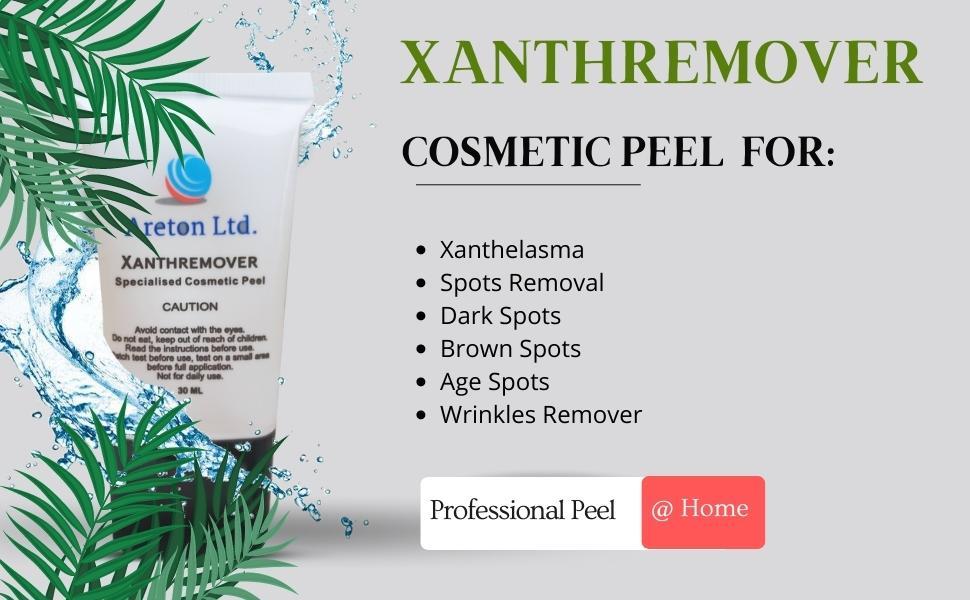 XANTHREMOVER
COSMETIC PEEL FOR:
Xanthelasma
Spots Removal
Dark Spots
Brown Spots
Age Spots
Wrinkles Remover
Professional Peel @ Home
Areton Ltd.
XANTHREMOVER
Specialised Cosmetic Peel
CAUTION
Avoid contact with the eyes.
Do not eat, keep out of reach of children.
Read the instructions before use.
Patch test before use, test on a small area
before full application.
Not for daily use.
30 ML